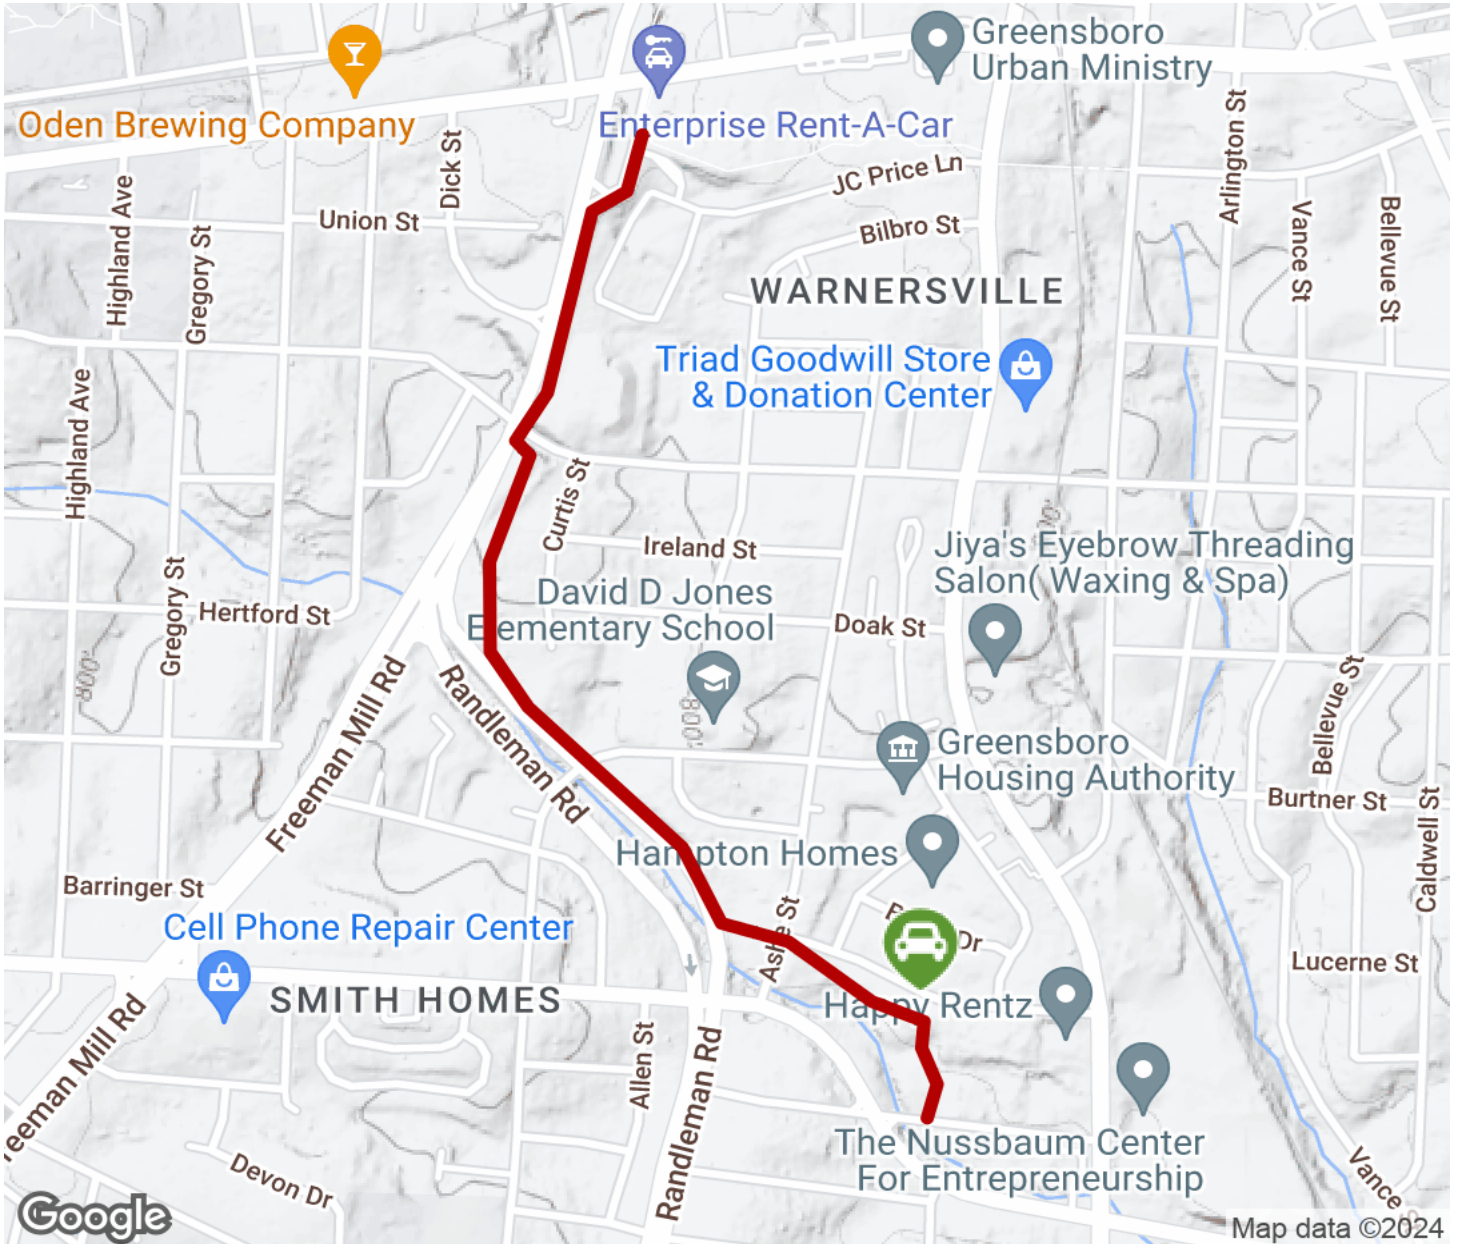 Greensboro
Urban Ministry
Oden Brewing Company
Enterprise Rent-A-Car
Dick St
Arlington St
JC Price Ln
Highland Ave
Union St
Gregory St
Bilbro St
Vance St
Bellevue St
WARNERSVILLE
Triad Goodwill Store
& Donation Center
Highland Ave
Curtis St
Ireland St
Jiya's Eyebrow Threading
Salon( Waxing & Spa)
David D Jones
Elementary School
Gregory St
Hertford St
Doak St
800'
Freeman Mill Rd
Randleman Rd
800'
Bellevue St
Greensboro
Housing Authority
Burtner St
Caldwell St
Hampton Homes
Barringer St
Cell Phone Repair Center
Ashe St
Dr
Lucerne St
SMITH HOMES
Happy Rentz
Freeman Mill Rd
Allen St
Randleman Rd
The Nussbaum Center
For Entrepreneurship
Devon Dr
Vance S
Google
Map data ©2024